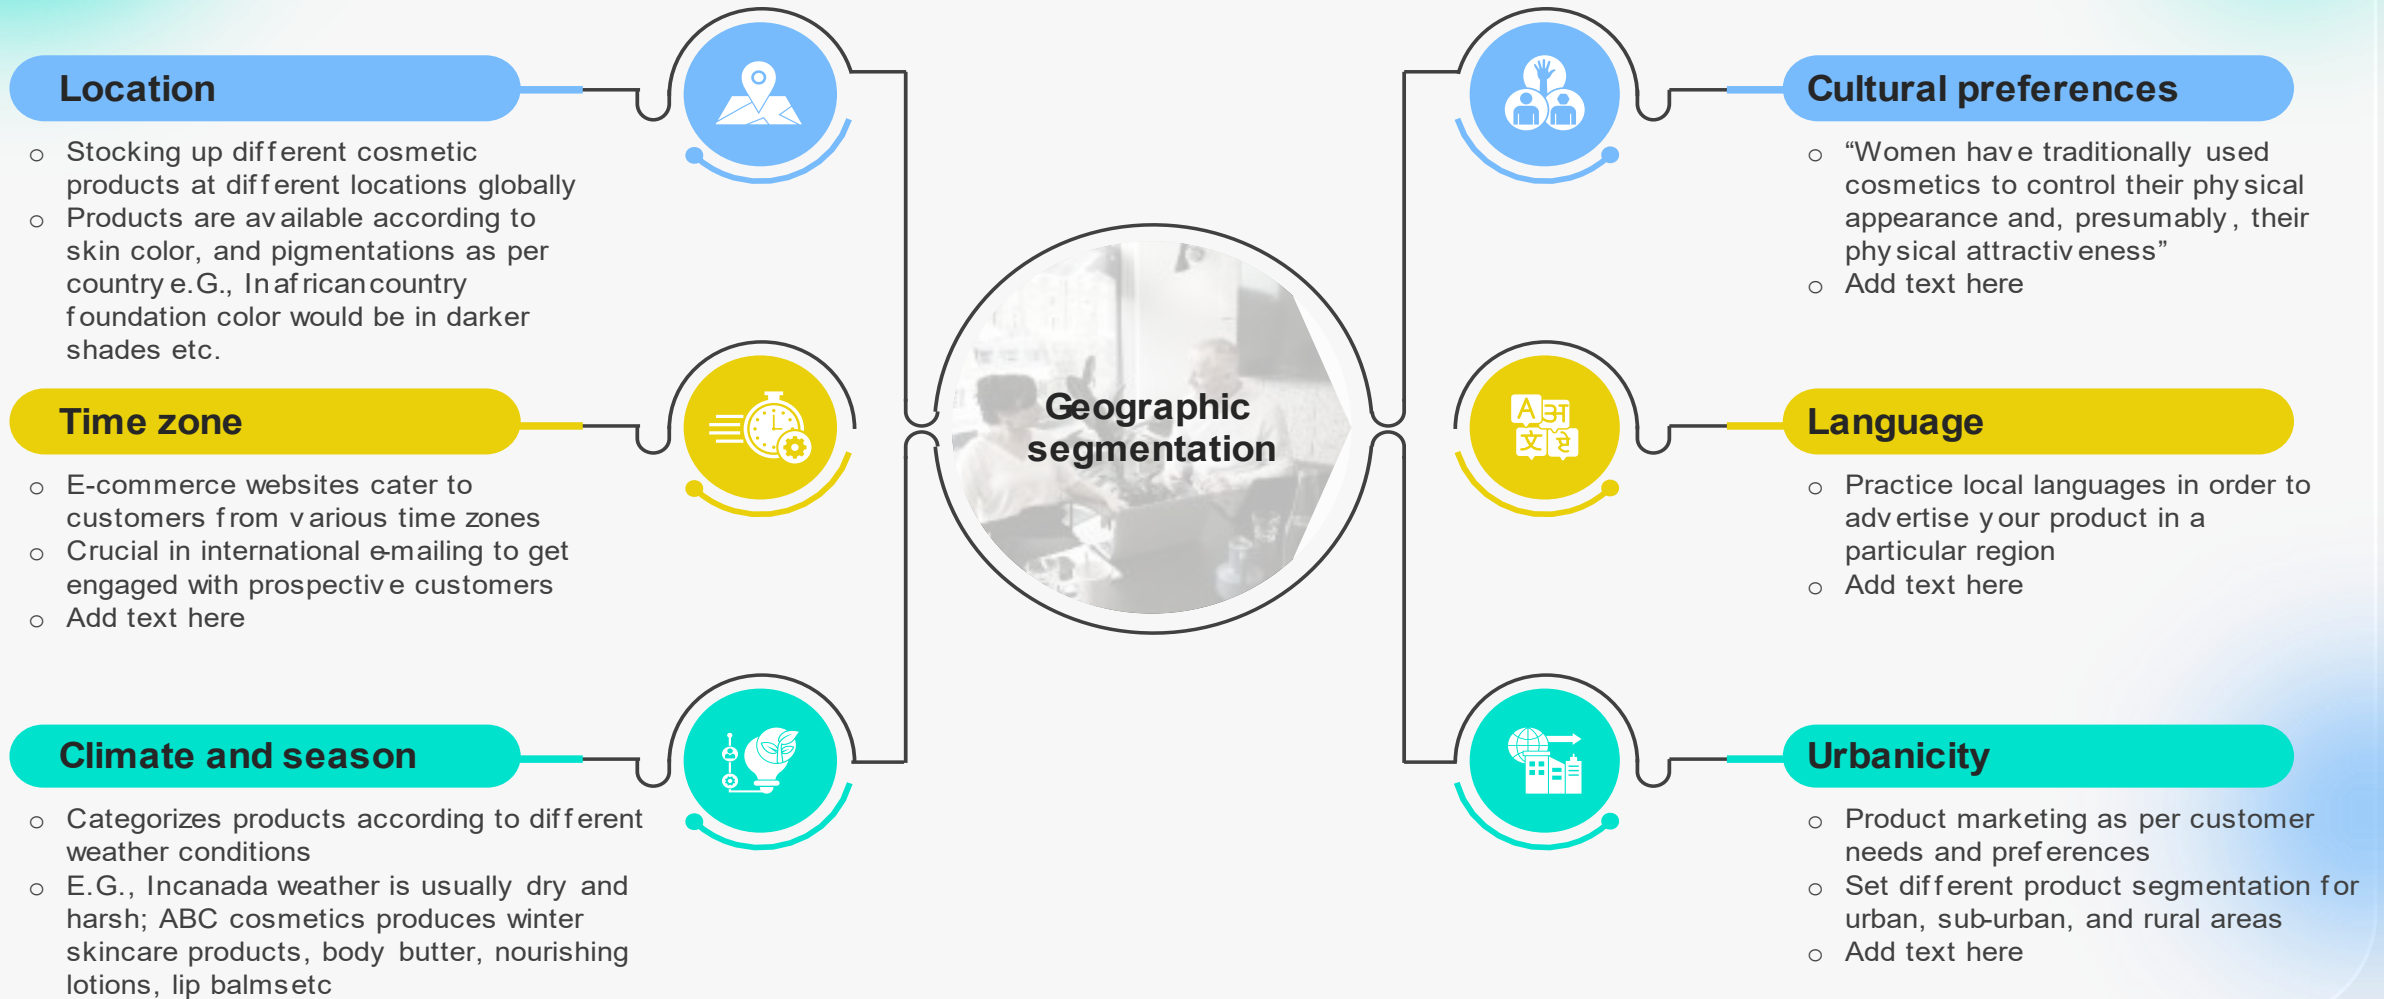 Location
o Stocking up different cosmetic
products at different locations globally
o Products are available according to
skin color, and pigmentations as per
country e.G., In african country
foundation color would be in darker
shades etc.
Time zone
o E-commerce websites cater to
customers from various time zones
o Crucial in international e-mailing to get
engaged with prospective customers
o Add text here
Climate and season
o Categorizes products according to different
weather conditions
o E.G., Incanada weather is usually dry and
harsh; ABC cosmetics produces winter
skincare products, body butter, nourishing
lotions, lip balmsetc
Geographic
segmentation
Cultural preferences
o “Women have traditionally used
cosmetics to control their physical
appearance and, presumably, their
physical attractiveness”
o Add text here
Language
A अ
文 ਏ
o Practice local languages in order to
advertise your product in a
particular region
o Add text here
Urbanicity
o Product marketing as per customer
needs and preferences
o Set different product segmentation for
urban, sub-urban, and rural areas
o Add text here